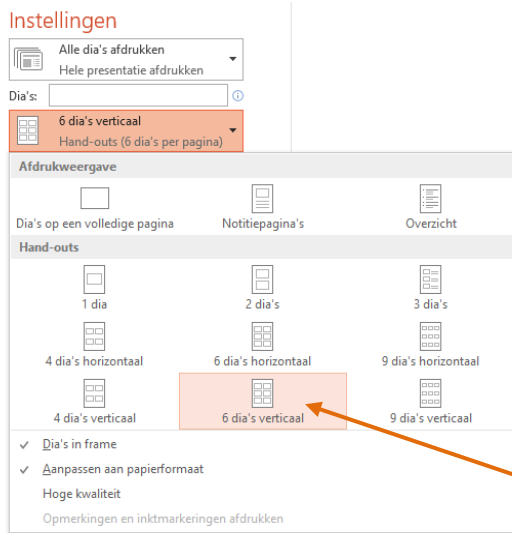 Instellingen
Alle dia's afdrukken
Hele presentatie afdrukken
Dia's:
6 dia's verticaal
Hand-outs (6 dia's per pagina)
Afdrukweergave
Dia's op een volledige pagina Notitiepagina's Overzicht
Hand-outs
1 dia 2 dia's 3 dia's
4 dia's horizontaal 6 dia's horizontaal 9 dia's horizontaal
4 dia's verticaal 6 dia's verticaal 9 dia's verticaal
Dia's in frame
Aanpassen aan papierformaat
Hoge kwaliteit
Opmerkingen en inktmarkeringen afdrukken